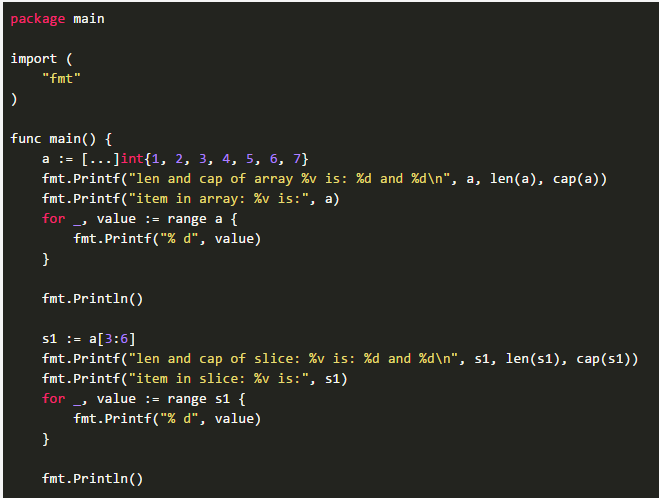 package main
import (
    "fmt"
)
func main() {
    a := [...]int{1, 2, 3, 4, 5, 6, 7}
    fmt.Printf("len and cap of array %v is: %d and %d\n", a, len(a), cap(a))
    fmt.Printf("item in array: %v is:", a)
    for _, value := range a {
        fmt.Printf("% d", value)
    }
    fmt.Println()
    s1 := a[3:6]
    fmt.Printf("len and cap of slice: %v is: %d and %d\n", s1, len(s1), cap(s1))
    fmt.Printf("item in slice: %v is:", s1)
    for _, value := range s1 {
        fmt.Printf("% d", value)
    }
    fmt.Println()